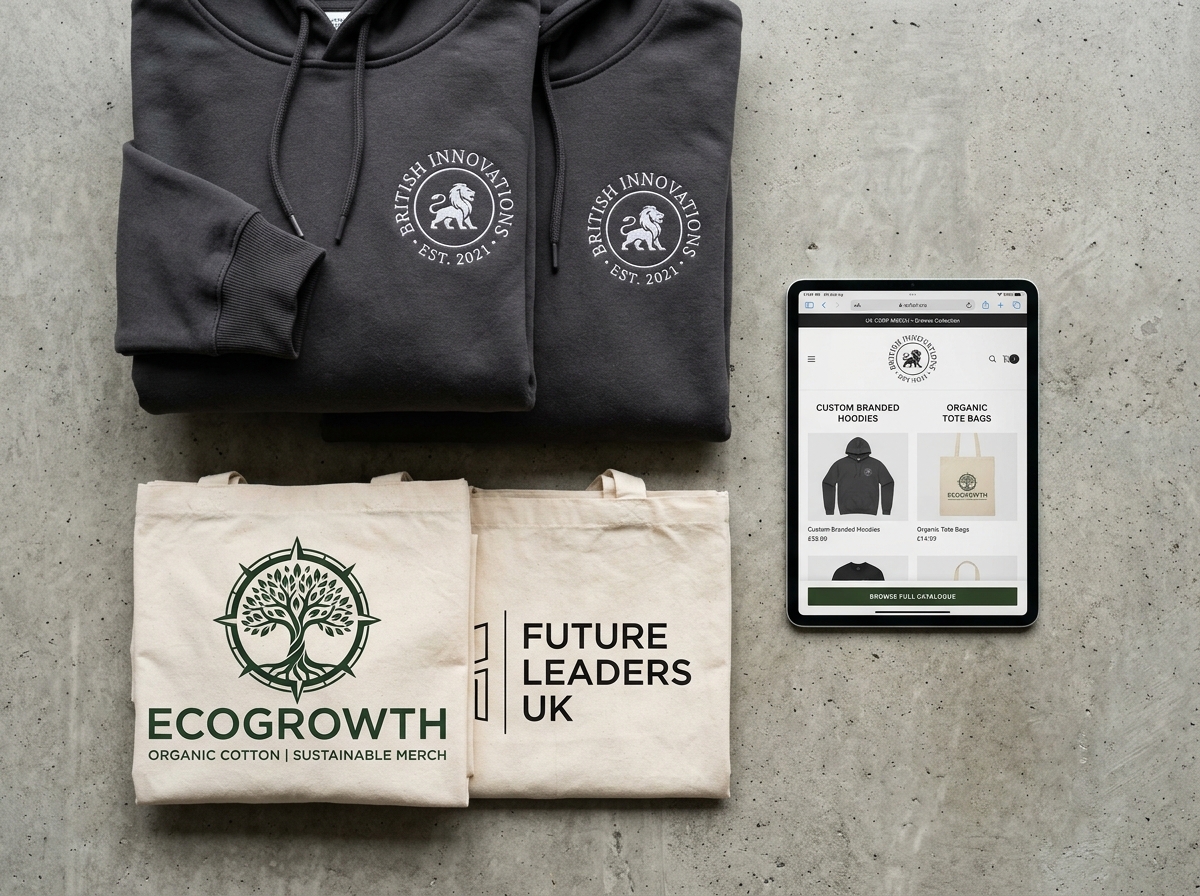 BRITISH INNOVATIONS
• EST. 2021 •
BRITISH INNOVATIONS
• EST. 2021 •
ECOGROWTH
ORGANIC COTTON | SUSTAINABLE MERCH
FUTURE
LEADERS
UK
BRITISH
CUSTOM BRANDED
HOODIES
ORGANIC
TOTE BAGS
ECOGROWTH
Custom Branded Hoodies
Organic Tote Bags
BROWSE FULL CATALOGUE